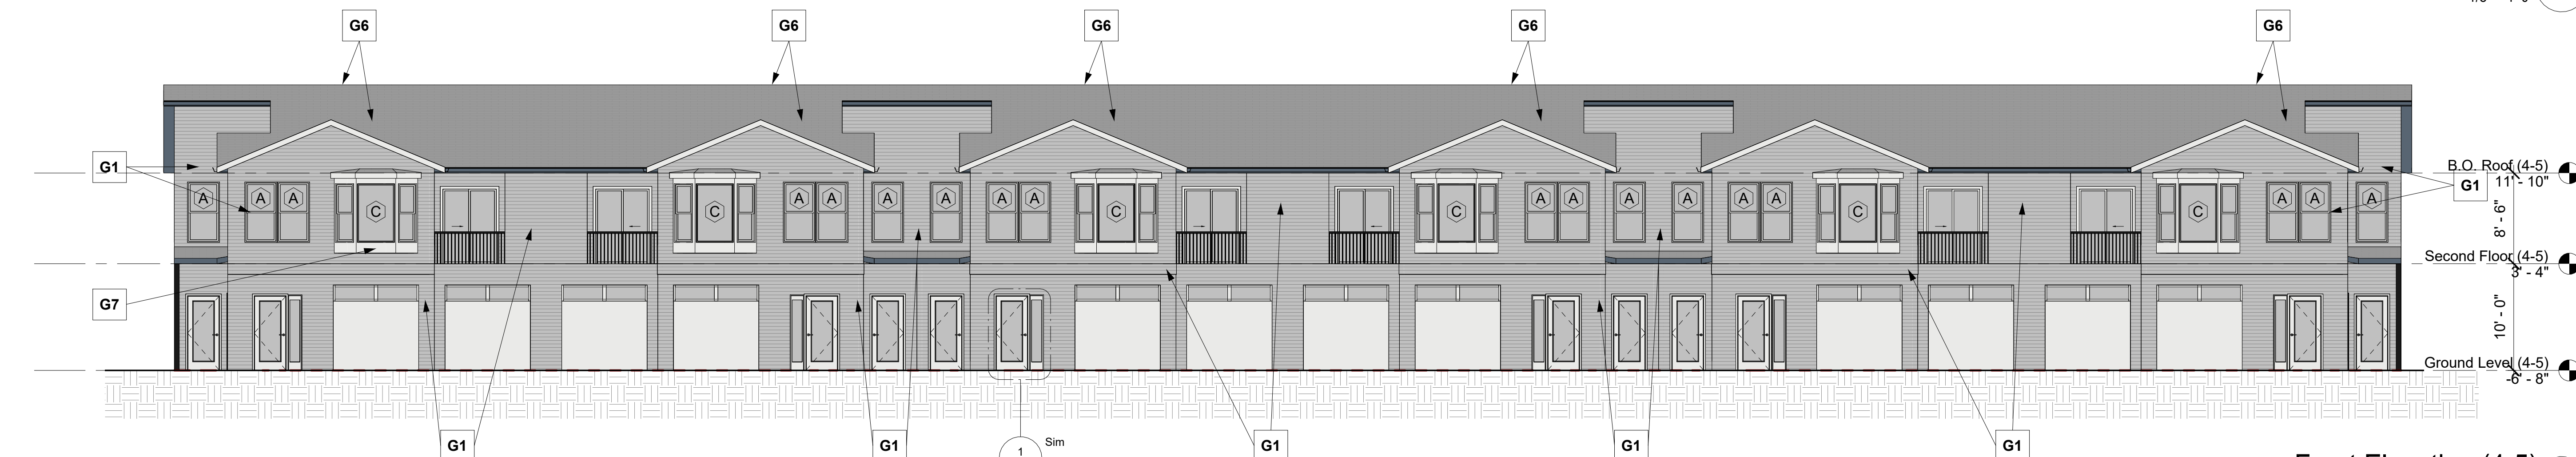 G6 G6 G6 G6 G6
G1
B.O. Roof (4-5)
11' - 10"
G1
A A A C C A A A A A A C C A A A A A A C C A A A
8' - 6"
Second Floor (4-5)
3' - 4"
G7
10' - 0"
Ground Level (4-5)
-6' - 8"
G1 G1 1 Sim G1 G1 G1